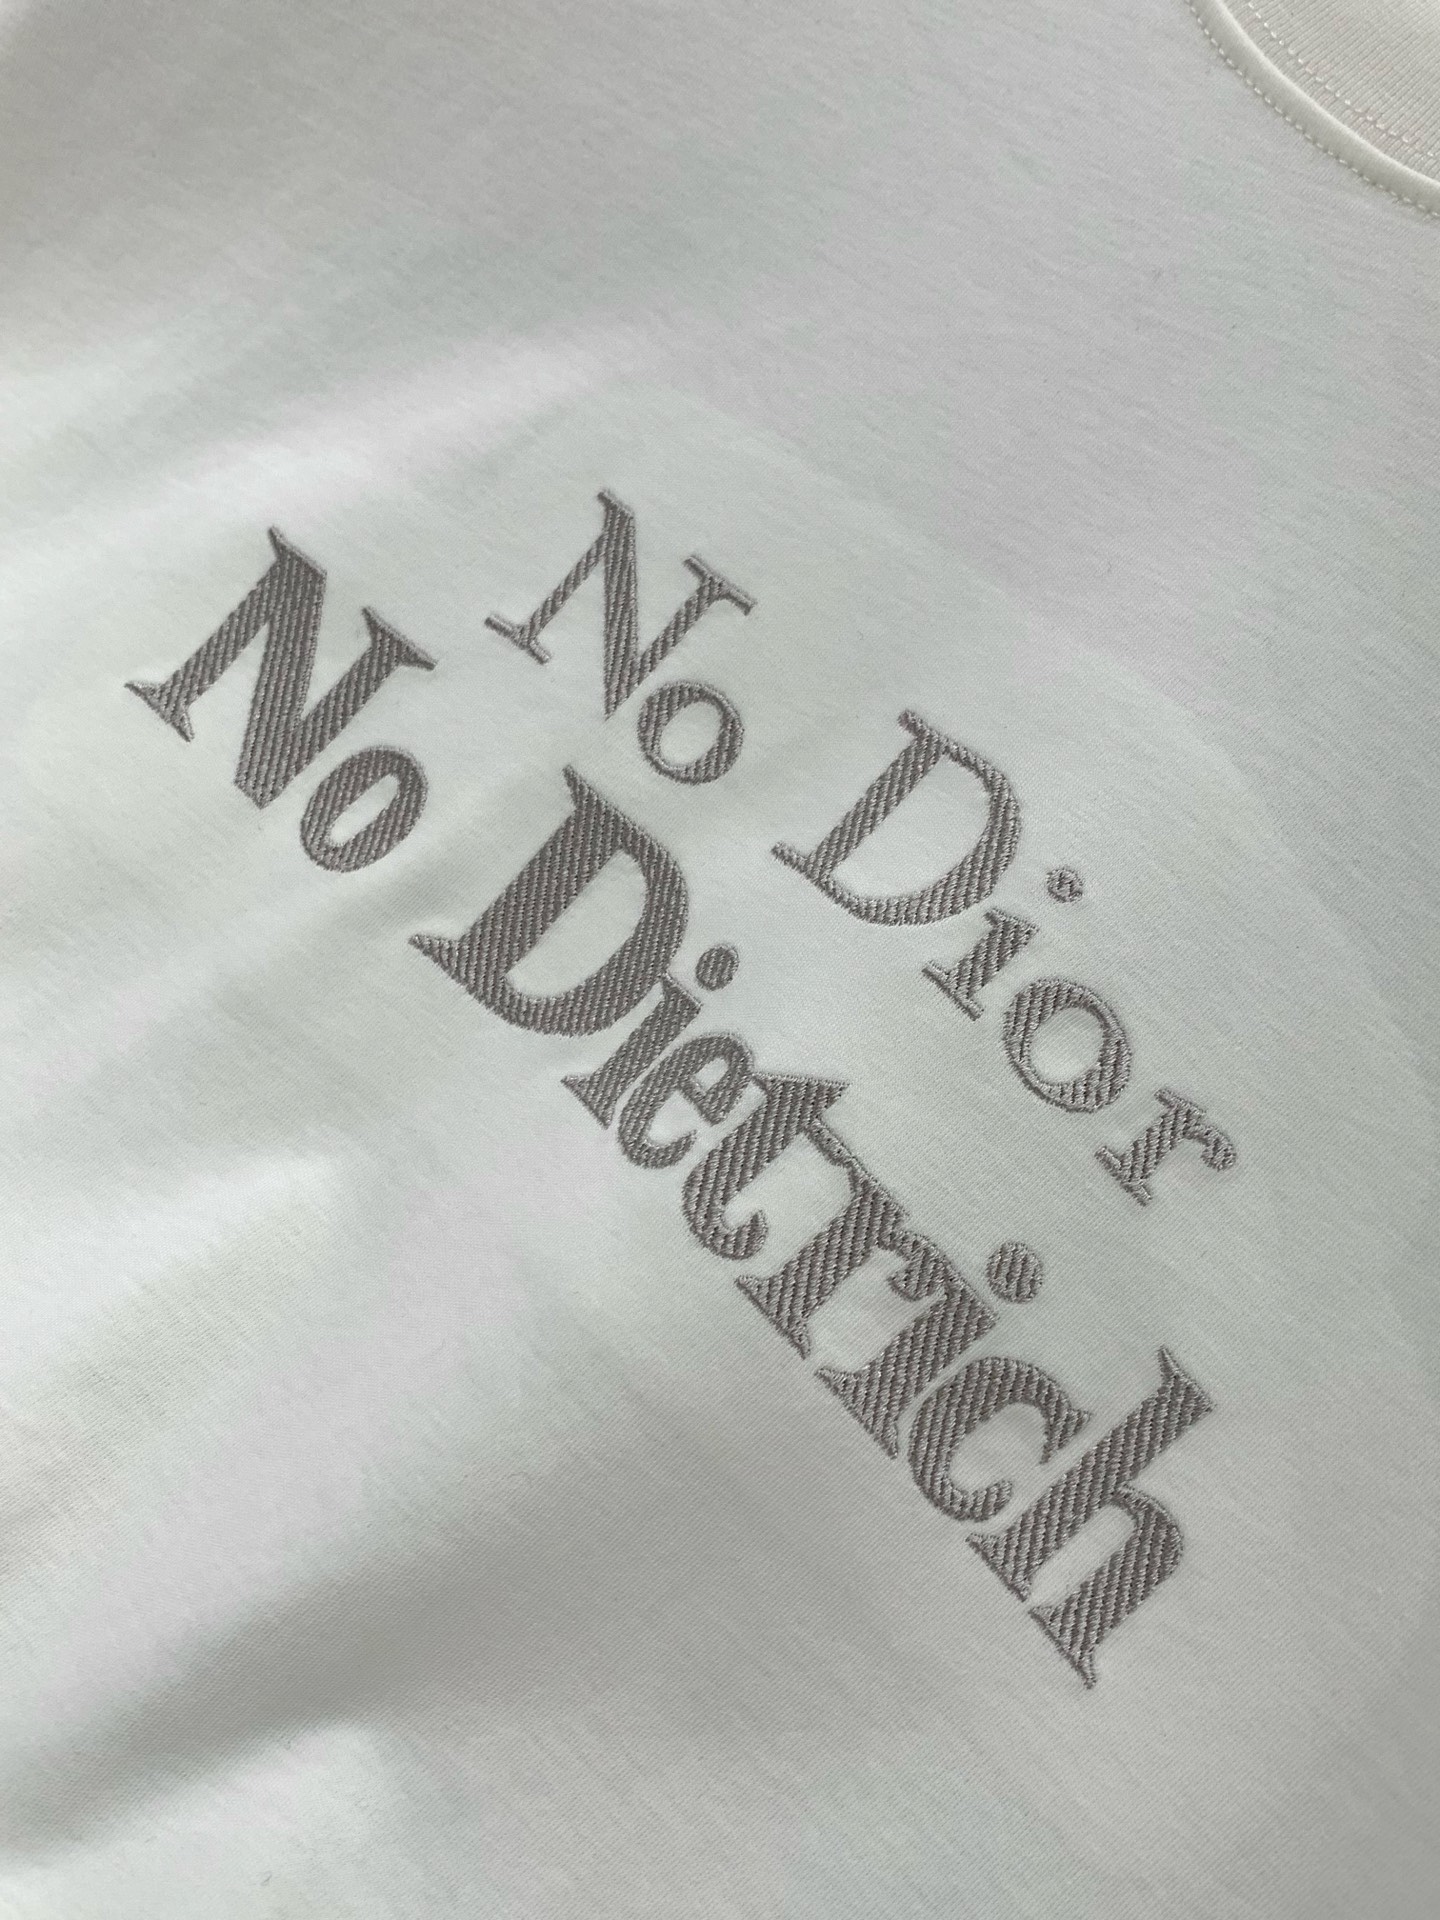 No Dior
No Dietrich